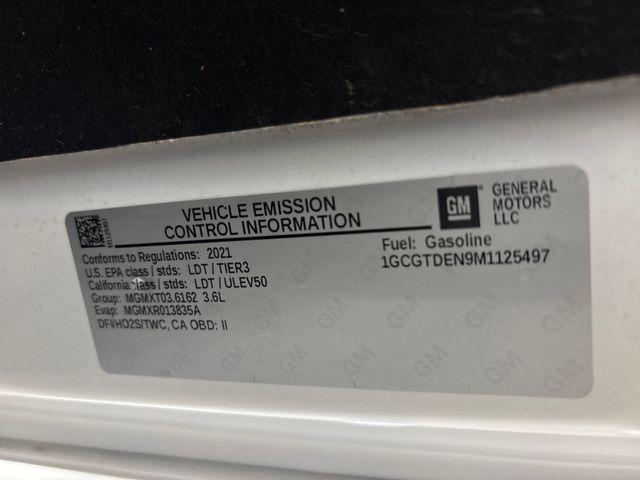 VEHICLE EMISSION
CONTROL INFORMATION
GM
GENERAL
MOTORS
LLC
Conforms to Regulations: 2021
U.S. EPA class / stds: LDT / TIER3
California class / stds: LDT / ULEV50
Group: MGMXT03.6162 3.6L
Evap: MGMXR013835A
DFI/HO2S/TWC, CA OBD: II
Fuel: Gasoline
1GCGTDEN9M1125497